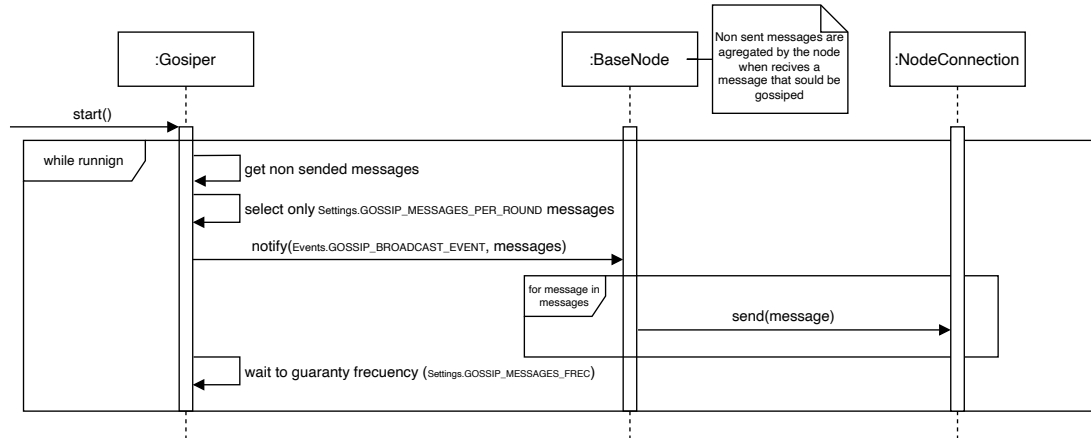 Non sent messages are
agregated by the node
when recives a
message that sould be
gossiped
:Gosiper
:BaseNode
:NodeConnection
start()
while runnign
get non sended messages
select only Settings.GOSSIP_MESSAGES_PER_ROUND messages
notify(Events.GOSSIP_BROADCAST_EVENT, messages)
for message in
messages
send(message)
wait to guaranty frecuency (Settings.GOSSIP_MESSAGES_FREC)